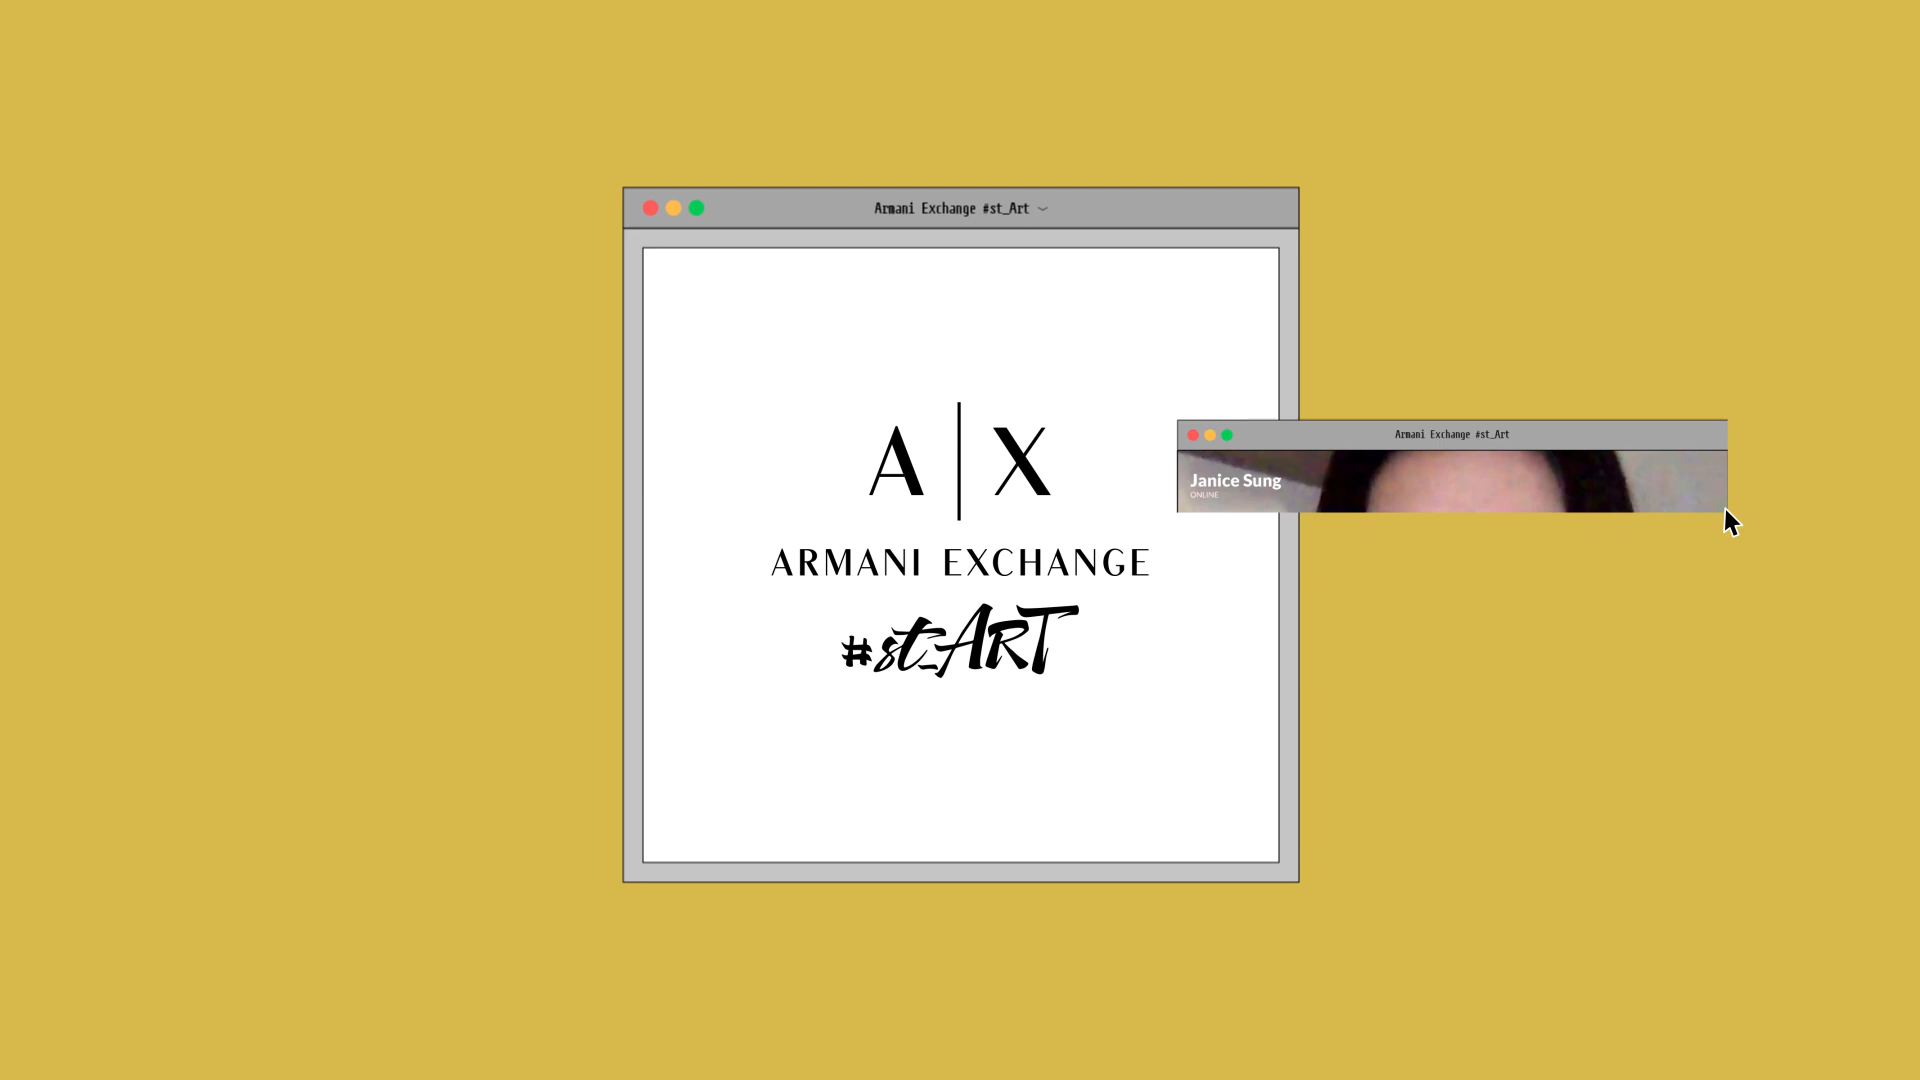 Armani Exchange #st_Art
A|X
ARMANI EXCHANGE
#st_ART
Armani Exchange #st_Art
Janice Sung
ONLINE